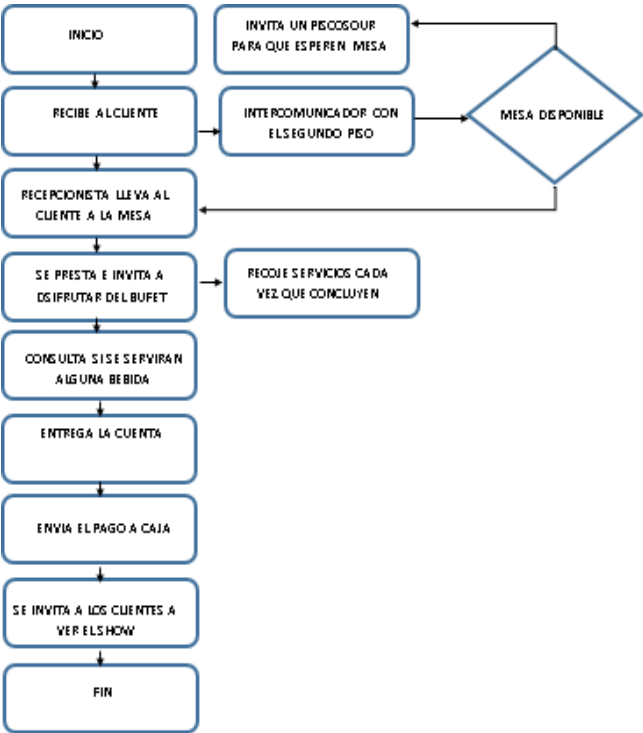 INICIO
INVITA UN PISCOSOUR
PARA QUE ESPEREN MESA
RECIBE AL CLIENTE
INTERCOMUNICADOR CON
EL SEGUNDO PISO
MESA DISPONIBLE
RECEPCIONISTA LLEVA AL
CLIENTE A LA MESA
SE PRESTA E INVITA A
DSIFRUTAR DEL BUFET
RECOJE SERVICIOS CADA
VEZ QUE CONCLUYEN
CONSULTA SI SE SERVIRAN
ALGUNA BEBIDA
ENTREGA LA CUENTA
ENVIA EL PAGO A CAJA
SE INVITA A LOS CLIENTES A
VER EL SHOW
FIN